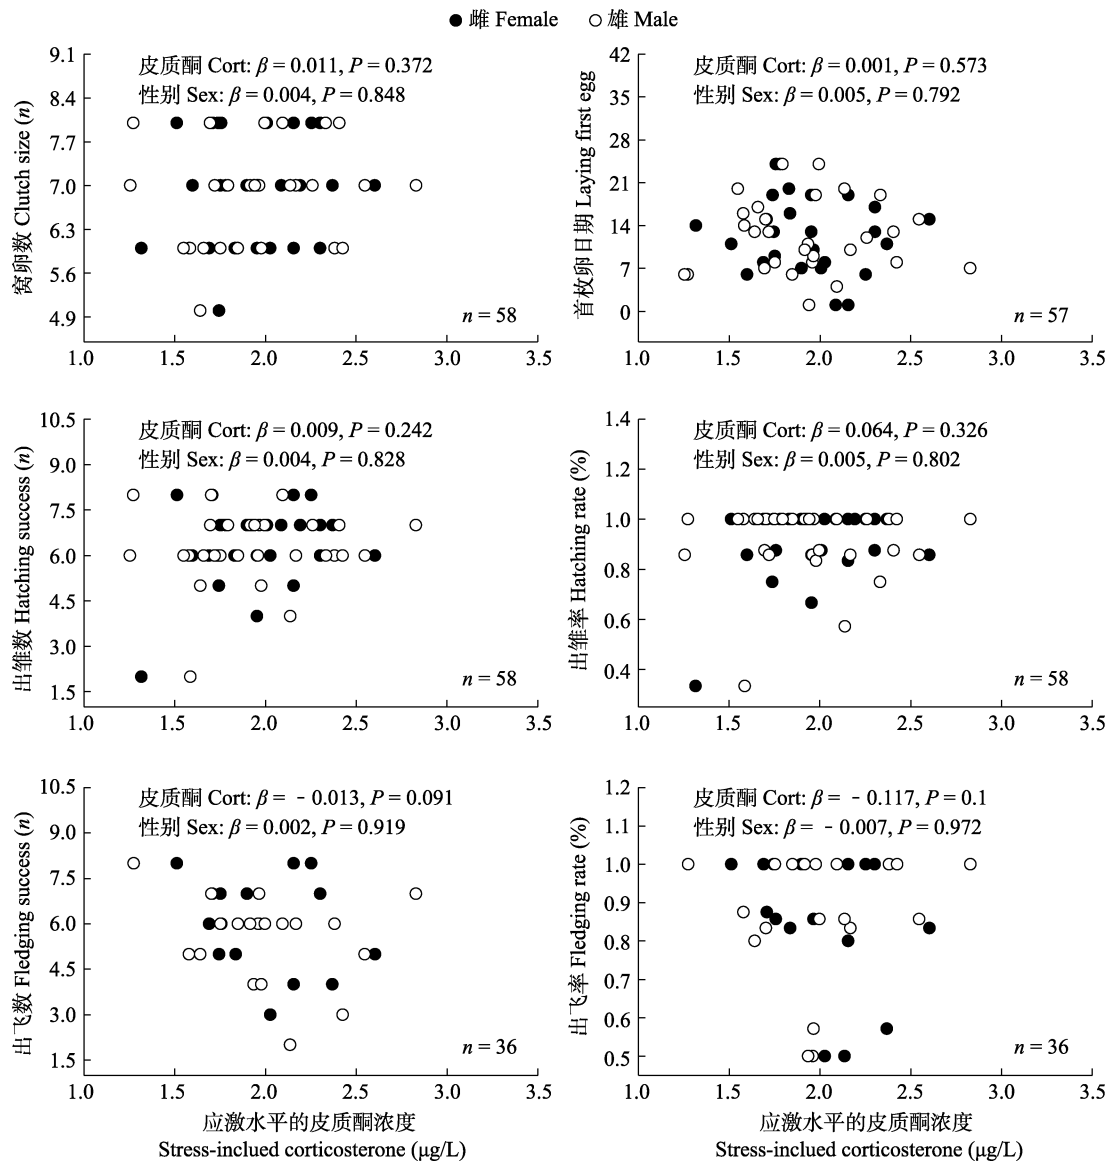 雌 Female 雄 Male
窝卵数 Clutch size (n)
9.1
8.4
7.7
7.0
6.3
5.6
4.9
皮质酮 Cort: β = 0.011, P = 0.372
性别 Sex: β = 0.004, P = 0.848
n = 58
1.0 1.5 2.0 2.5 3.0 3.5
首枚卵日期 Laying first egg
42
35
28
21
14
7
0
皮质酮 Cort: β = 0.001, P = 0.573
性别 Sex: β = 0.005, P = 0.792
n = 57
1.0 1.5 2.0 2.5 3.0 3.5
出雏数 Hatching success (n)
10.5
9.0
7.5
6.0
4.5
3.0
1.5
皮质酮 Cort: β = 0.009, P = 0.242
性别 Sex: β = 0.004, P = 0.828
n = 58
1.0 1.5 2.0 2.5 3.0 3.5
出雏率 Hatching rate (%)
1.4
1.2
1.0
0.8
0.6
0.4
皮质酮 Cort: β = 0.064, P = 0.326
性别 Sex: β = 0.005, P = 0.802
n = 58
1.0 1.5 2.0 2.5 3.0 3.5
出飞数 Fledging success (n)
10.5
9.0
7.5
6.0
4.5
3.0
1.5
皮质酮 Cort: β = －0.013, P = 0.091
性别 Sex: β = 0.002, P = 0.919
n = 36
1.0 1.5 2.0 2.5 3.0 3.5
应激水平的皮质酮浓度
Stress-inclued corticosterone (μg/L)
出飞率 Fledging rate (%)
1.2
1.1
1.0
0.9
0.8
0.7
0.6
0.5
皮质酮 Cort: β = －0.117, P = 0.1
性别 Sex: β = －0.007, P = 0.972
n = 36
1.0 1.5 2.0 2.5 3.0 3.5
应激水平的皮质酮浓度
Stress-inclued corticosterone (μg/L)